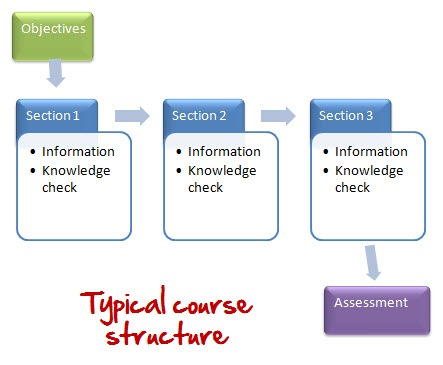 Objectives
Section 1
• Information
• Knowledge
check
Section 2
• Information
• Knowledge
check
Section 3
• Information
• Knowledge
check
Assessment
Typical course
structure